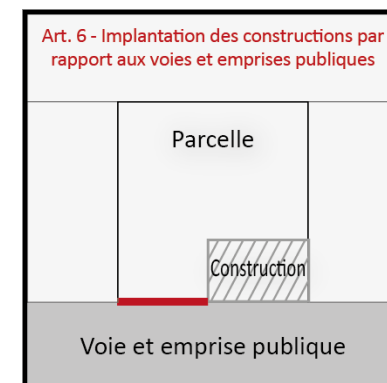 Art. 6 - Implantation des constructions par
rapport aux voies et emprises publiques
Parcelle
Construction
Voie et emprise publique